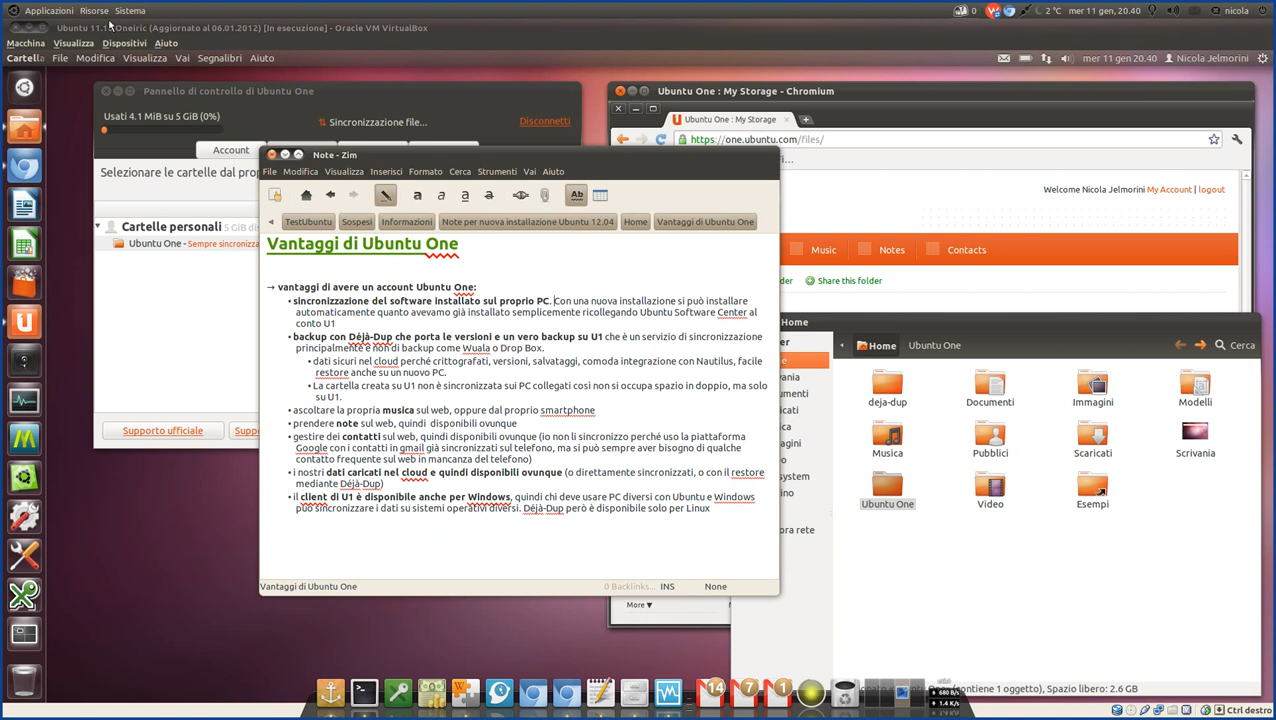 Applicazioni Risorse Sistema
0 2 °C mer 11 gen, 20.40 nicola
Oneiric (Aggiornato al 06.01.2012) [In esecuzione] - Oracle VM VirtualBox
Macchina Visualizza Dispositivi Aiuto
Cartella File Modifica Visualizza Vai Segnalibri Aiuto
mer 11 gen, 20.40 Nicola Jelmorini
Pannello di controllo di Ubuntu One
Usati 4.1 MiB su 5 GiB (0%)
Sincronizzazione file...
Disconnetti
Account
Selezionare le cartelle dal
Cartelle personali 5 GiB
Ubuntu One - Sempre sincronizza
Supporto ufficiale
Ubuntu One : My Storage - Chromium
Ubuntu One : My Storage
https://one.ubuntu.com/files/
Welcome Nicola Jelmorini My Account | logout
Music Notes Contacts
Share this folder
More
Note - Zim
File Modifica Visualizza Inserisci Formato Cerca Strumenti Vai Aiuto
a a a a Ab
TestUbuntu Sospesi Informazioni Note per nuova installazione Ubuntu 12.04 Home Vantaggi di Ubuntu One
Vantaggi di Ubuntu One
→ vantaggi di avere un account Ubuntu One:
• sincronizzazione del software installato sul proprio PC. Con una nuova installazione si può installare
automaticamente quanto avevamo già installato semplicemente ricollegando Ubuntu Software Center al
conto U1
• backup con Déjà-Dup che porta le versioni e un vero backup su U1 che è un servizio di sincronizzazione
principalmente e non di backup come Wuala o Drop Box.
• dati sicuri nel cloud perché crittografati, versioni, salvataggi, comoda integrazione con Nautilus, facile
restore anche su un nuovo PC.
• La cartella creata su U1 non è sincronizzata sui PC collegati così non si occupa spazio in doppio, ma solo
su U1.
• ascoltare la propria musica sul web, oppure dal proprio smartphone
• prendere note sul web, quindi disponibili ovunque
• gestire dei contatti sul web, quindi disponibili ovunque (io non li sincronizzo perché uso la piattaforma
Google con i contatti in gmail già sincronizzati sul telefono, ma si può sempre aver bisogno di qualche
contatto frequente sul web in mancanza del telefono)
• i nostri dati caricati nel cloud e quindi disponibili ovunque (o direttamente sincronizzati, o con il restore
mediante Déjà-Dup)
• il client di U1 è disponibile anche per Windows, quindi chi deve usare PC diversi con Ubuntu e Windows
può sincronizzare i dati su sistemi operativi diversi. Déjà-Dup però è disponibile solo per Linux
Vantaggi di Ubuntu One
0 Backlinks... INS None
Home
Home Ubuntu One Cerca
deja-dup Documenti Immagini Modelli
Musica Pubblici Scaricati Scrivania
Ubuntu One Video Esempi
(contiene 1 oggetto), Spazio libero: 2.6 GB
14 7 1
680 B/s
1.4 K/s
Ctrl destro